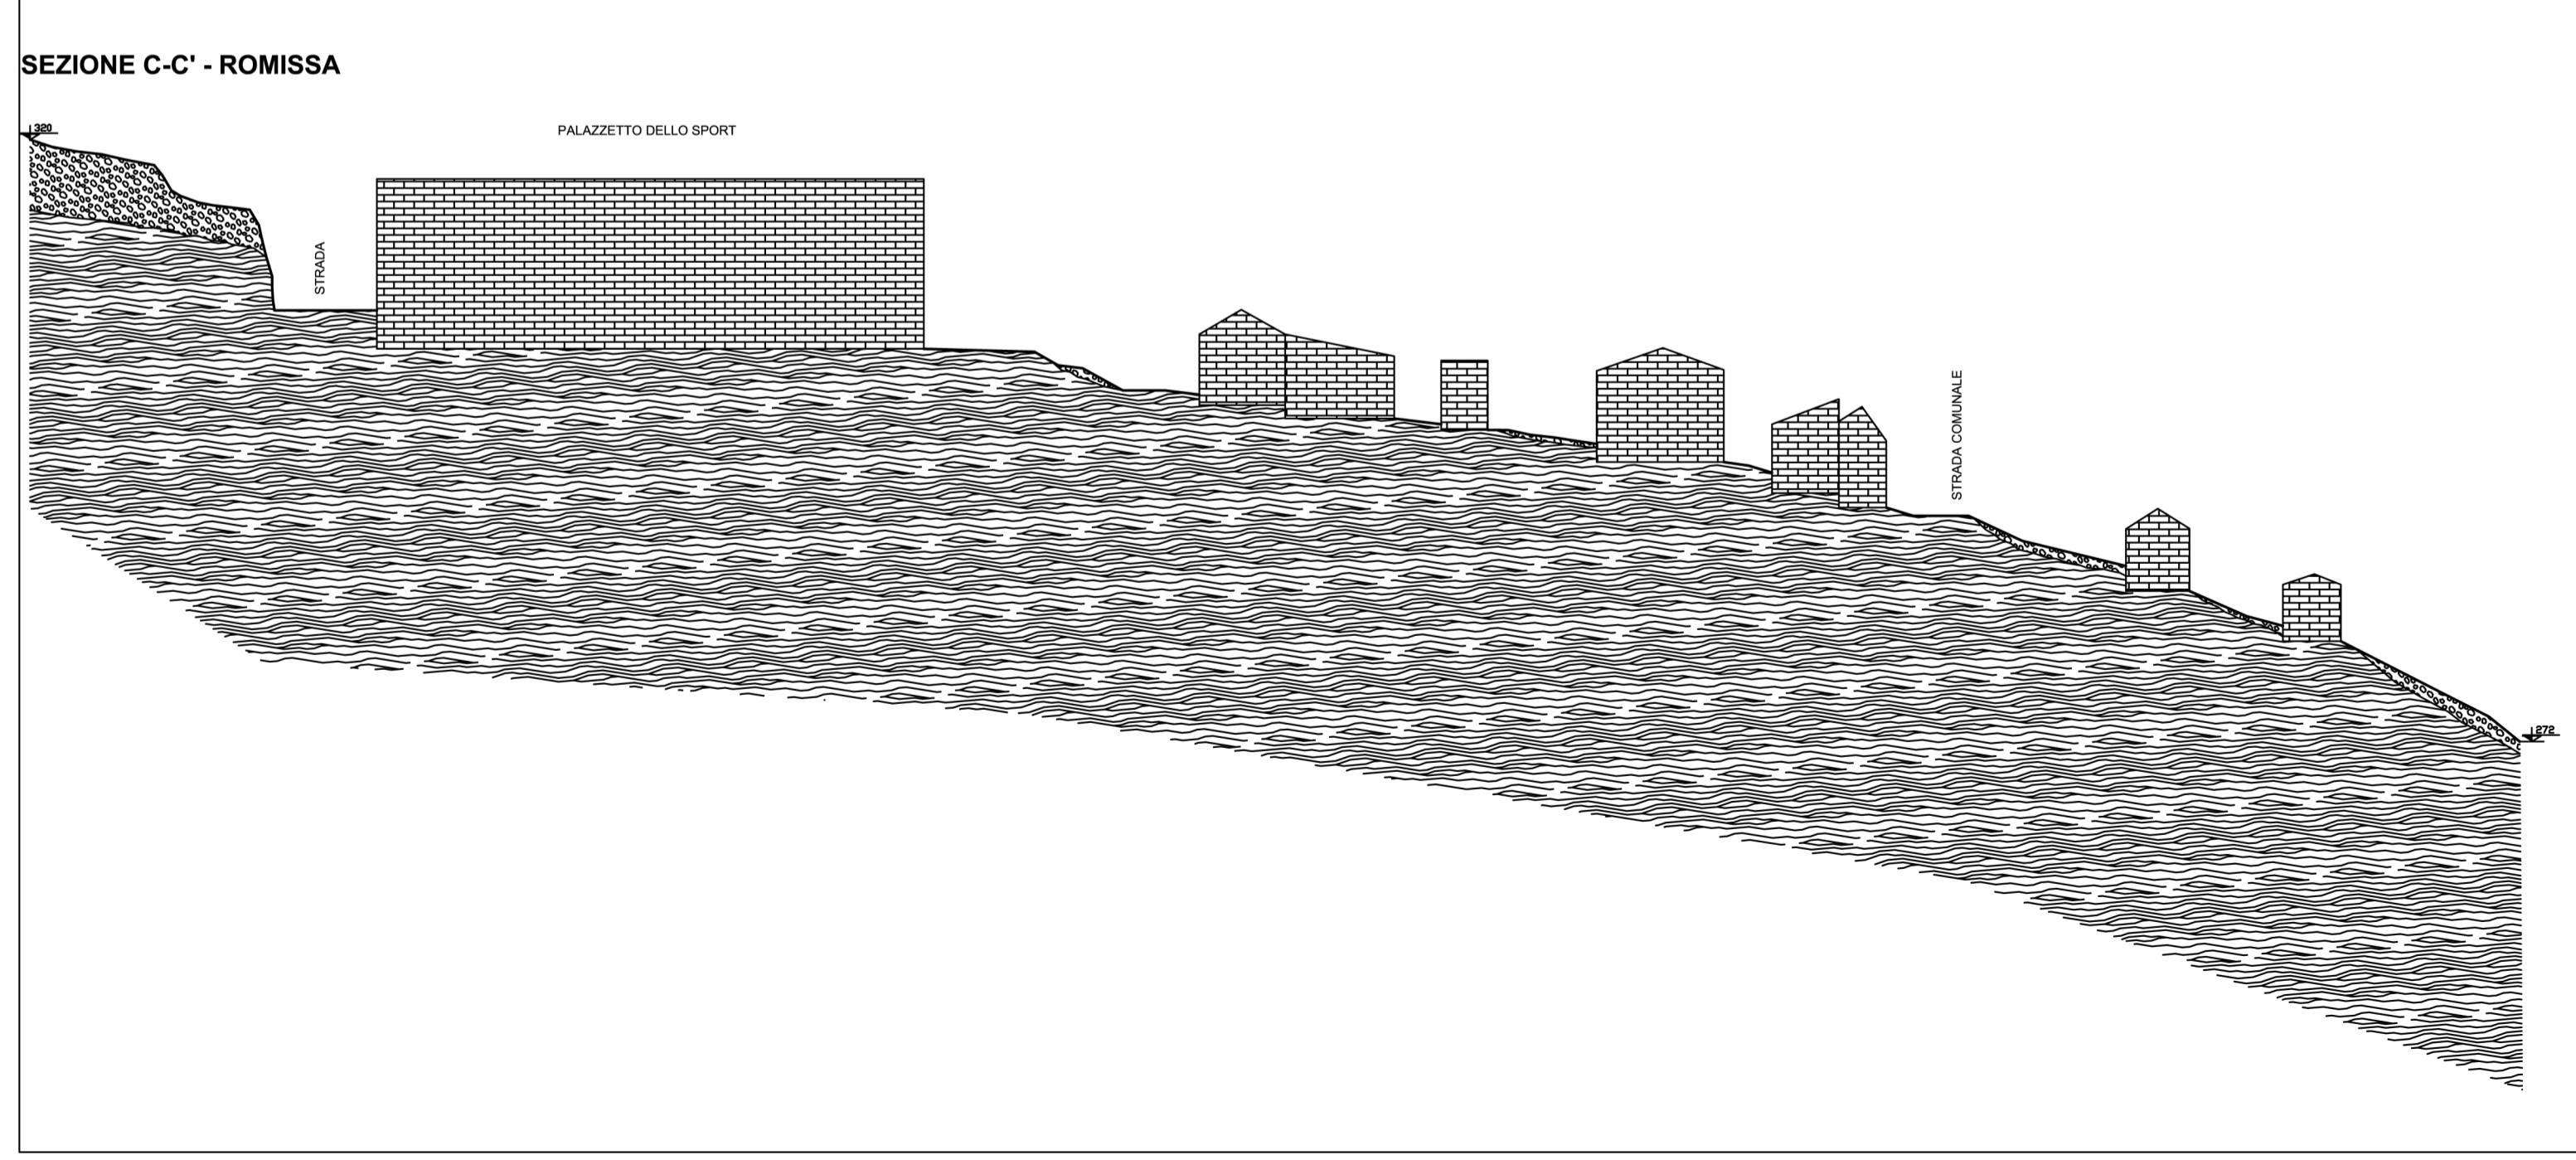 SEZIONE C-C' - ROMISSA
320
PALAZZETTO DELLO SPORT
STRADA
STRADA COMUNALE
272